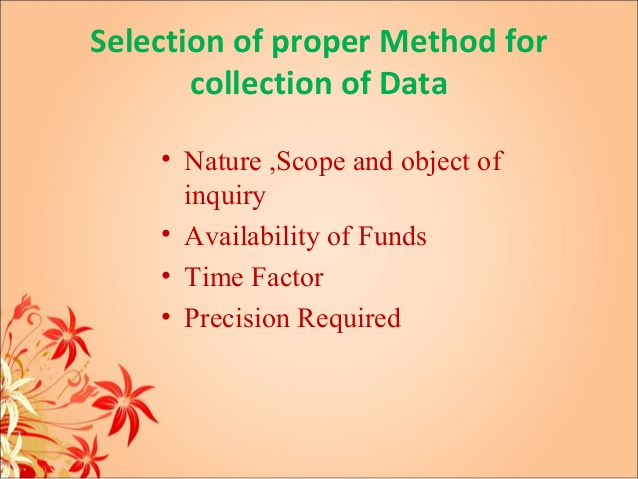 Selection of proper Method for
collection of Data
• Nature ,Scope and object of
inquiry
• Availability of Funds
• Time Factor
• Precision Required